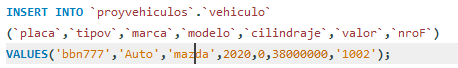 INSERT INTO `proyvehiculos`.`vehiculo`
(`placa`,`tipov`,`marca`,`modelo`,`cilindraje`,`valor`,`nroF`)
VALUES('bbn777','Auto','mazda',2020,0,38000000,'1002');